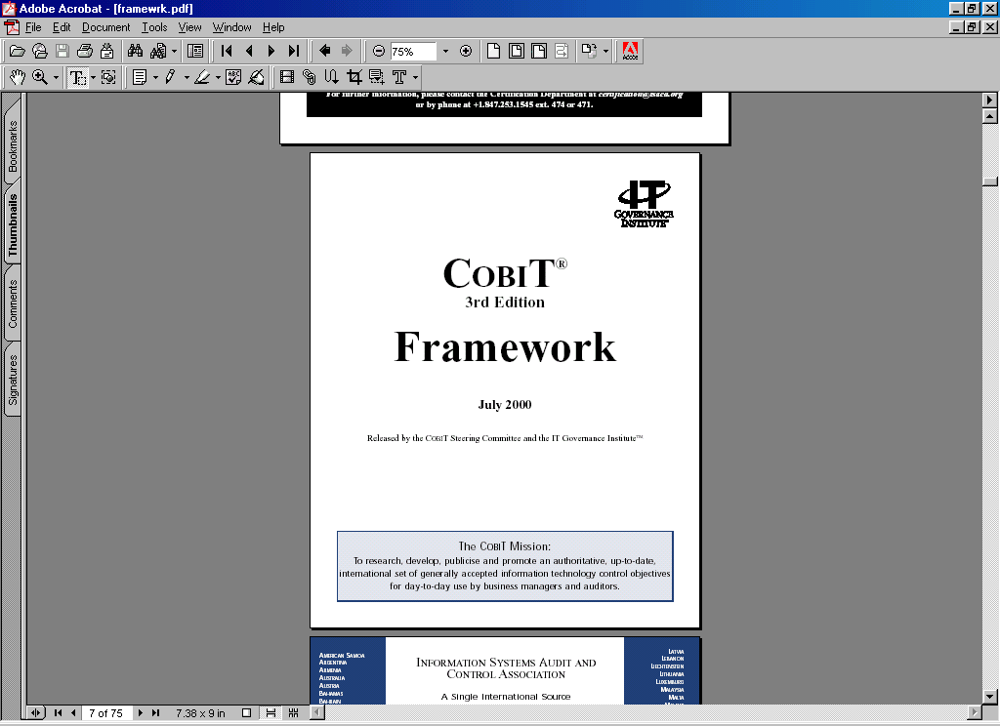 Adobe Acrobat - [framewrk.pdf]
File Edit Document Tools View Window Help
75%
Adobe
Bookmarks
Thumbnails
Comments
Signatures
For further information, please contact the Certification Department at certification@isaca.org
or by phone at +1.847.253.1545 ext. 474 or 471.
IT
GOVERNANCE
INSTITUTE
COBIT®
3rd Edition
Framework
July 2000
Released by the COBIT Steering Committee and the IT Governance Institute™
The COBIT Mission:
To research, develop, publicise and promote an authoritative, up-to-date,
international set of generally accepted information technology control objectives
for day-to-day use by business managers and auditors.
AMERICAN SAMOA
ARGENTINA
ARMENIA
AUSTRALIA
AUSTRIA
BAHAMAS
BAHRAIN
INFORMATION SYSTEMS AUDIT AND
CONTROL ASSOCIATION
A Single International Source
LATVIA
LEBANON
LIECHTENSTEIN
LITHUANIA
LUXEMBURG
MALAYSIA
MALTA
7 of 75
7.38 x 9 in